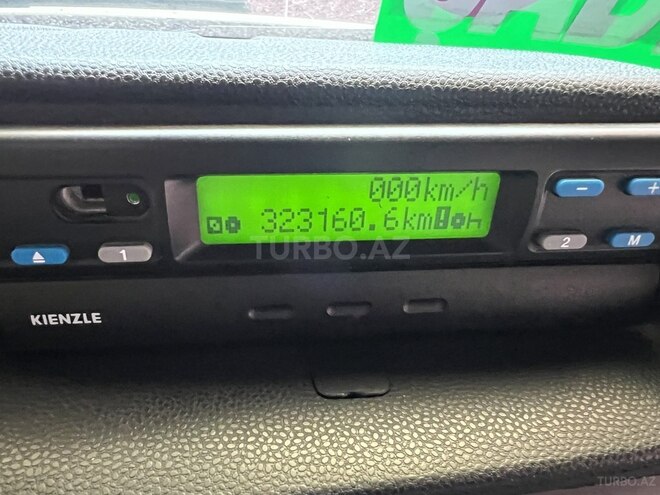 000km/h
323160.6km
1
2
M
KIENZLE
TURBO.AZ
TURBO.AZ